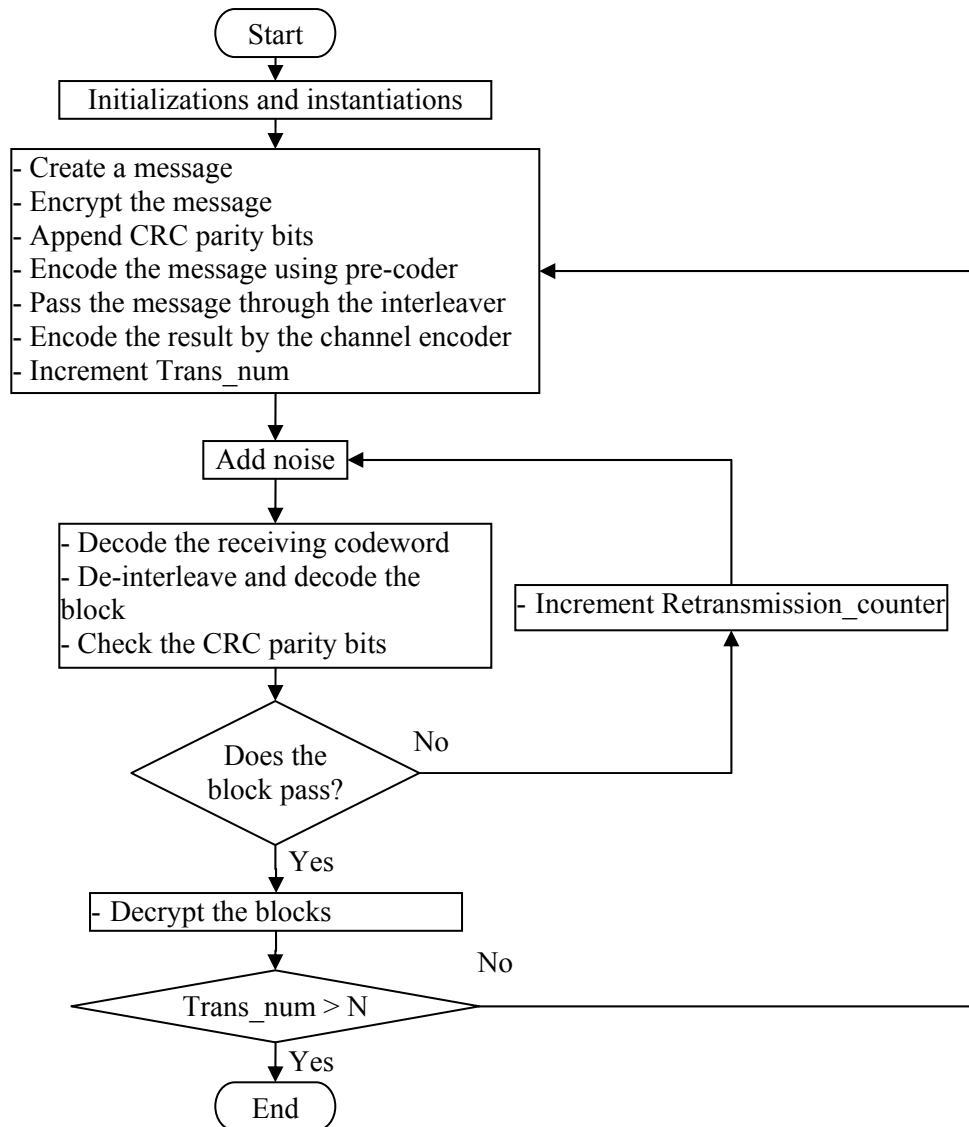 Start
Initializations and instantiations
- Create a message
- Encrypt the message
- Append CRC parity bits
- Encode the message using pre-coder
- Pass the message through the interleaver
- Encode the result by the channel encoder
- Increment Trans_num
Add noise
- Decode the receiving codeword
- De-interleave and decode the
block
- Check the CRC parity bits
- Increment Retransmission_counter
No
Does the
block pass?
Yes
- Decrypt the blocks
No
Trans_num > N
Yes
End